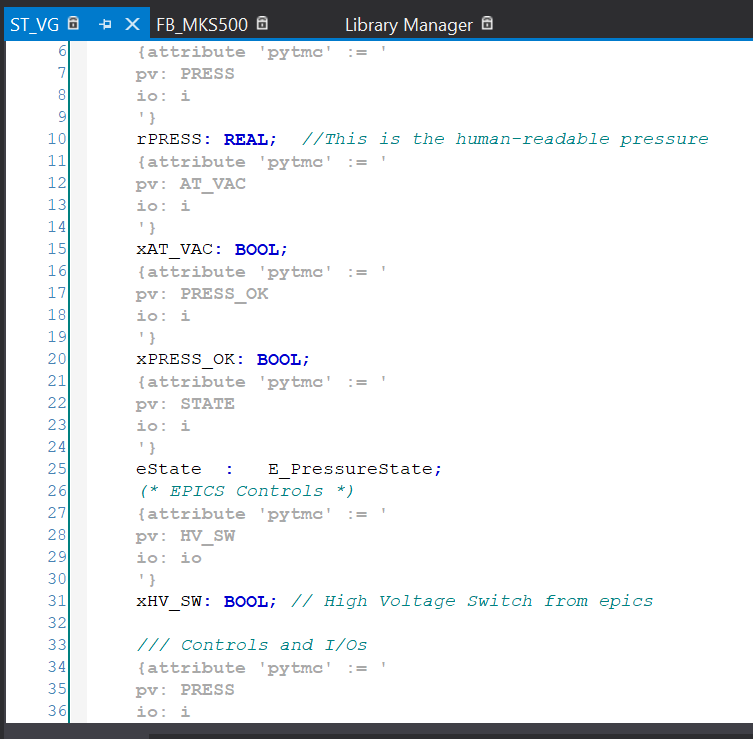 ST_VG FB_MKS500 Library Manager
6 {attribute 'pytmc' := '
7 pv: PRESS
8 io: i
9 '}
10 rPRESS: REAL; //This is the human-readable pressure
11 {attribute 'pytmc' := '
12 pv: AT_VAC
13 io: i
14 '}
15 xAT_VAC: BOOL;
16 {attribute 'pytmc' := '
17 pv: PRESS_OK
18 io: i
19 '}
20 xPRESS_OK: BOOL;
21 {attribute 'pytmc' := '
22 pv: STATE
23 io: i
24 '}
25 eState : E_PressureState;
26 (* EPICS Controls *)
27 {attribute 'pytmc' := '
28 pv: HV_SW
29 io: io
30 '}
31 xHV_SW: BOOL; // High Voltage Switch from epics
32
33 /// Controls and I/Os
34 {attribute 'pytmc' := '
35 pv: PRESS
36 io: i